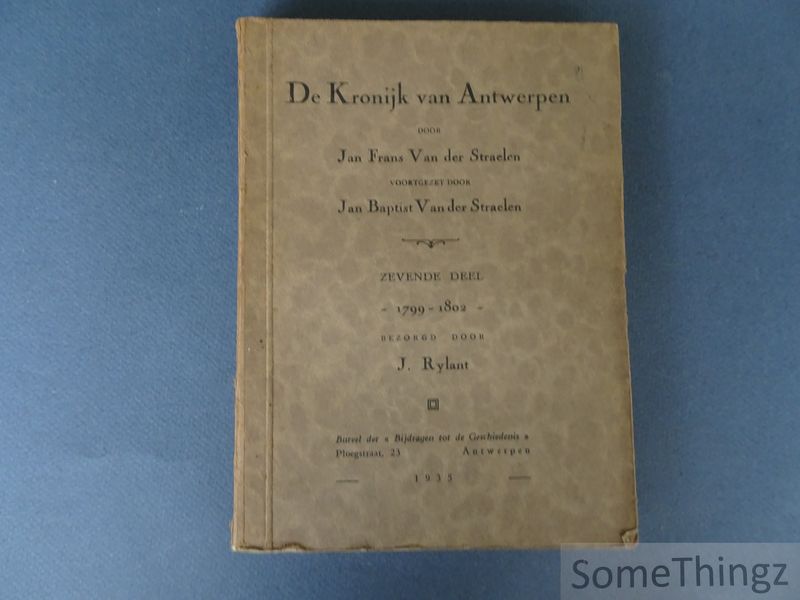 De Kronijk van Antwerpen
DOOR
Jan Frans Van der Straelen
VOORTGEZET DOOR
Jan Baptist Van der Straelen
ZEVENDE DEEL
- 1799-1802 -
BEZORGD DOOR
J. Rylant
Bureel der « Bijdragen tot de Geschiedenis »
Ploegstraat, 23 Antwerpen
1935
SomeThingz